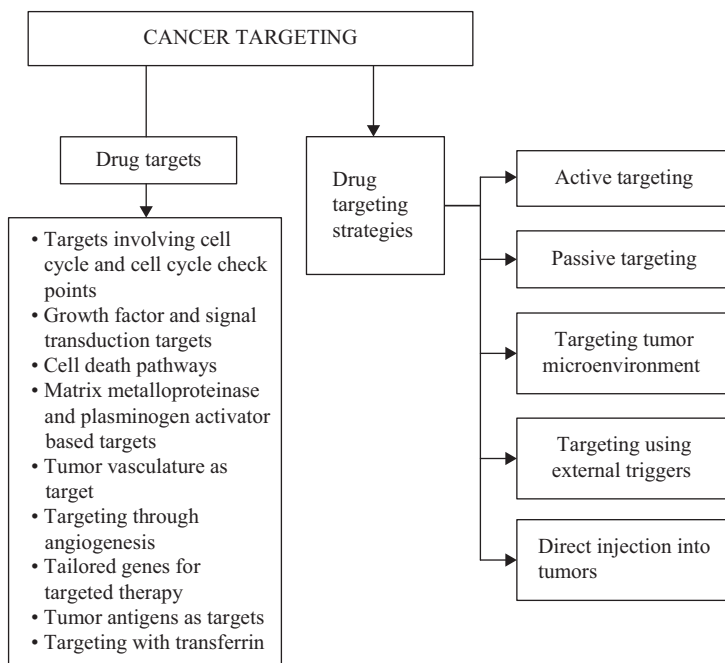 CANCER TARGETING
Drug targets
• Targets involving cell
cycle and cell cycle check
points
• Growth factor and signal
transduction targets
• Cell death pathways
• Matrix metalloproteinase
and plasminogen activator
based targets
• Tumor vasculature as
target
• Targeting through
angiogenesis
• Tailored genes for
targeted therapy
• Tumor antigens as targets
• Targeting with transferrin
Drug
targeting
strategies
Active targeting
Passive targeting
Targeting tumor
microenvironment
Targeting using
external triggers
Direct injection into
tumors